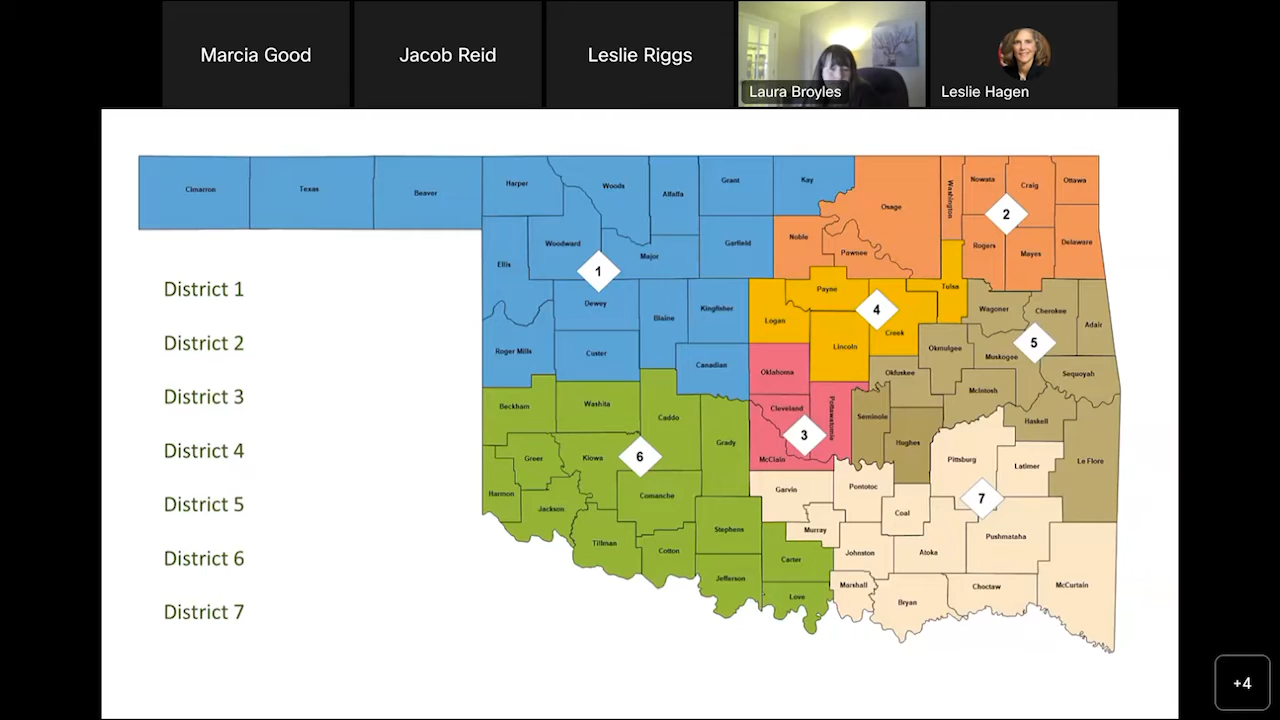 Marcia Good
Jacob Reid
Leslie Riggs
Laura Broyles
Leslie Hagen
Cimarron
Texas
Beaver
Harper
Woods
Alfalfa
Grant
Kay
Osage
Washington
Nowata
Craig
Ottawa
2
Ellis
Woodward
Major
Garfield
Noble
Pawnee
Rogers
Mayes
Delaware
1
District 1
Dewey
Blaine
Kingfisher
Logan
Payne
4
Creek
Tulsa
Wagoner
Cherokee
Adair
District 2
Roger Mills
Custer
Canadian
Oklahoma
Lincoln
Okmulgee
Muskogee
5
Sequoyah
District 3
Beckham
Washita
Caddo
Cleveland
Pottawatomie
Okfuskee
Seminole
McIntosh
Haskell
3
District 4
Greer
Kiowa
6
Grady
McClain
Hughes
Pittsburg
Latimer
Le Flore
District 5
Harmon
Jackson
Comanche
Garvin
Pontotoc
Coal
7
Pushmataha
District 6
Tillman
Cotton
Stephens
Carter
Murray
Johnston
Atoka
District 7
Jefferson
Love
Marshall
Bryan
Choctaw
McCurtain
+4